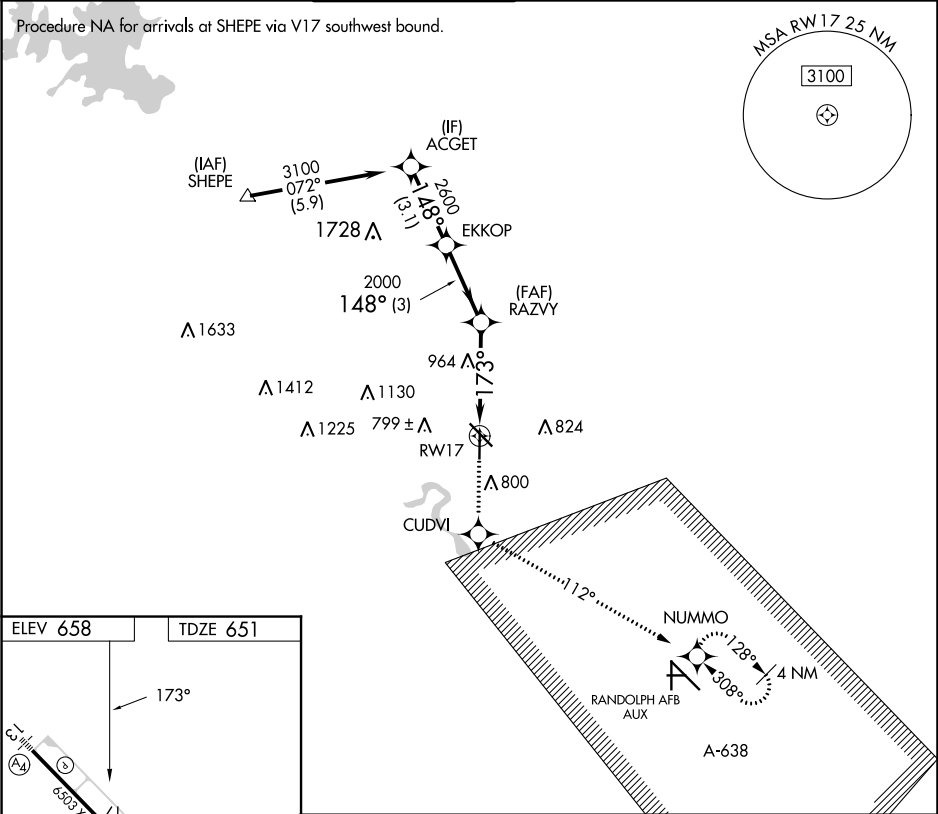 Procedure NA for arrivals at SHEPE via V17 southwest bound.
MSA RW17 25 NM
3100
(IF)
ACGET
(IAF)
SHEPE
3100
072°
(5.9)
2600
148°
(3.1)
1728
EKKOP
2000
148° (3)
(FAF)
RAZVY
1633
964
173°
1412
1130
1225
799 ±
824
RW17
800
CUDVI
112°
NUMMO
128°
4 NM
308°
RANDOLPH AFB
AUX
A-638
ELEV 658
TDZE 651
173°
13
A4
P
6503 X